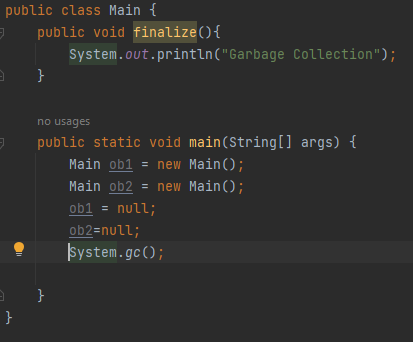 public class Main {
public void finalize(){
System.out.println("Garbage Collection");
}
no usages
public static void main(String[] args) {
Main ob1 = new Main();
Main ob2 = new Main();
ob1 = null;
ob2=null;
System.gc();
}
}